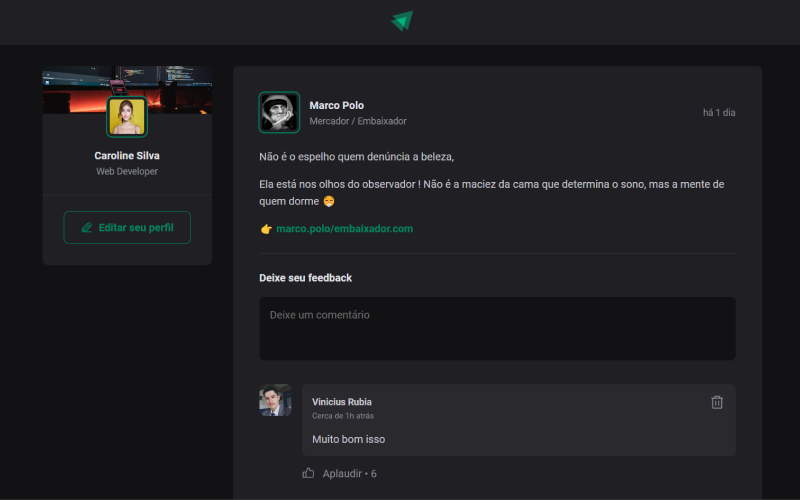 Caroline Silva
Web Developer
Editar seu perfil
Marco Polo
Mercador / Embaixador
há 1 dia
Não é o espelho quem denúncia a beleza,
Ela está nos olhos do observador ! Não é a maciez da cama que determina o sono, mas a mente de
quem dorme 😁
👉 marco.polo/embaixador.com
Deixe seu feedback
Deixe um comentário
Vinicius Rubia
Cerca de 1h atrás
Muito bom isso
Aplaudir • 6